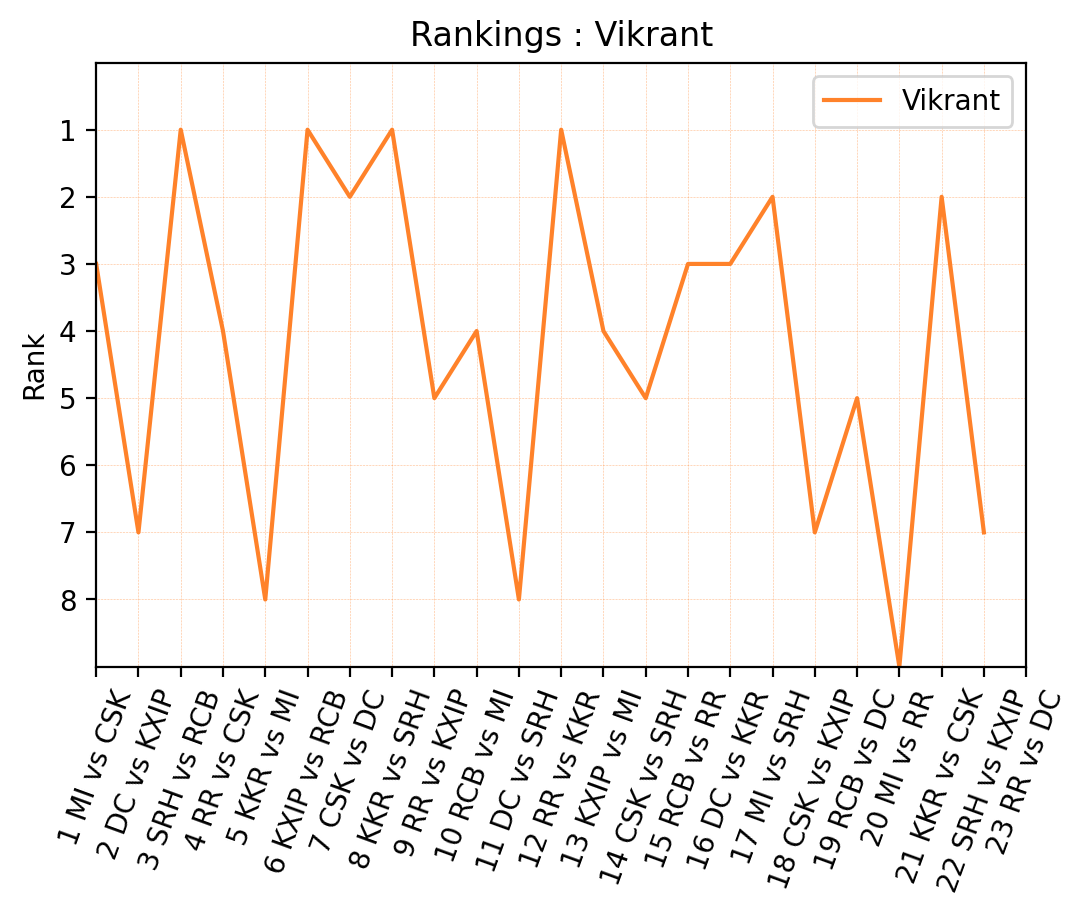 Rankings : Vikrant
Vikrant
Rank
1
2
3
4
5
6
7
8
1 MI vs CSK
2 DC vs KXIP
3 SRH vs RCB
4 RR vs CSK
5 KKR vs MI
6 KXIP vs RCB
7 CSK vs DC
8 KKR vs SRH
9 RR vs KXIP
10 RCB vs MI
11 DC vs SRH
12 RR vs KKR
13 KXIP vs MI
14 CSK vs SRH
15 RCB vs RR
16 DC vs KKR
17 MI vs SRH
18 CSK vs KXIP
19 RCB vs DC
20 MI vs RR
21 KKR vs CSK
22 SRH vs KXIP
23 RR vs DC